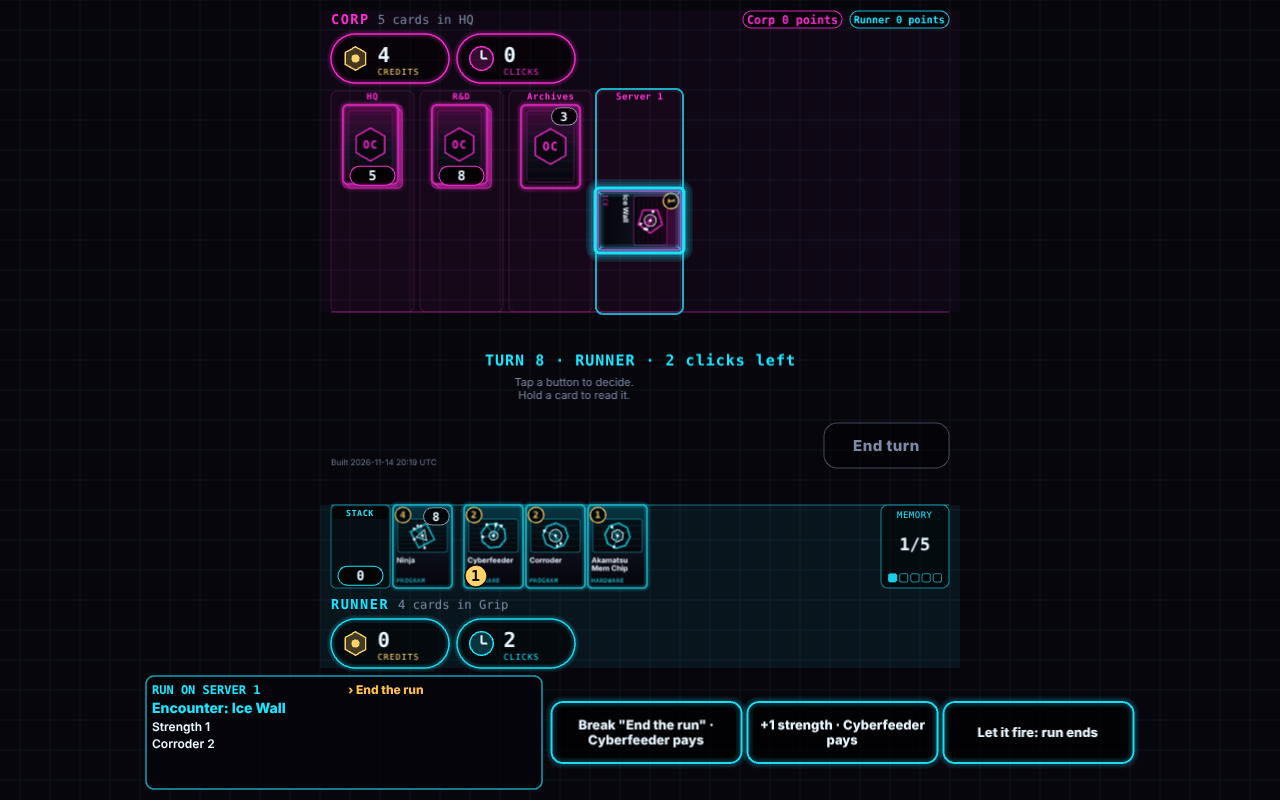 CORP 5 cards in HQ
Corp 0 points
Runner 0 points
4
CREDITS
0
CLICKS
HQ
R&D
Archives
Server 1
OC
5
OC
8
3
OC
1
Ice Wall
ICE
TURN 8 · RUNNER · 2 clicks left
Tap a button to decide.
Hold a card to read it.
End turn
Built 2026-11-14 20:19 UTC
STACK
0
4
8
Ninja
PROGRAM
2
Cyberfeeder
1
WARE
2
Corroder
PROGRAM
1
Akamatsu
Mem Chip
HARDWARE
MEMORY
1/5
RUNNER 4 cards in Grip
0
CREDITS
2
CLICKS
RUN ON SERVER 1
Encounter: Ice Wall
Strength 1
Corroder 2
› End the run
Break "End the run" ·
Cyberfeeder pays
+1 strength · Cyberfeeder
pays
Let it fire: run ends